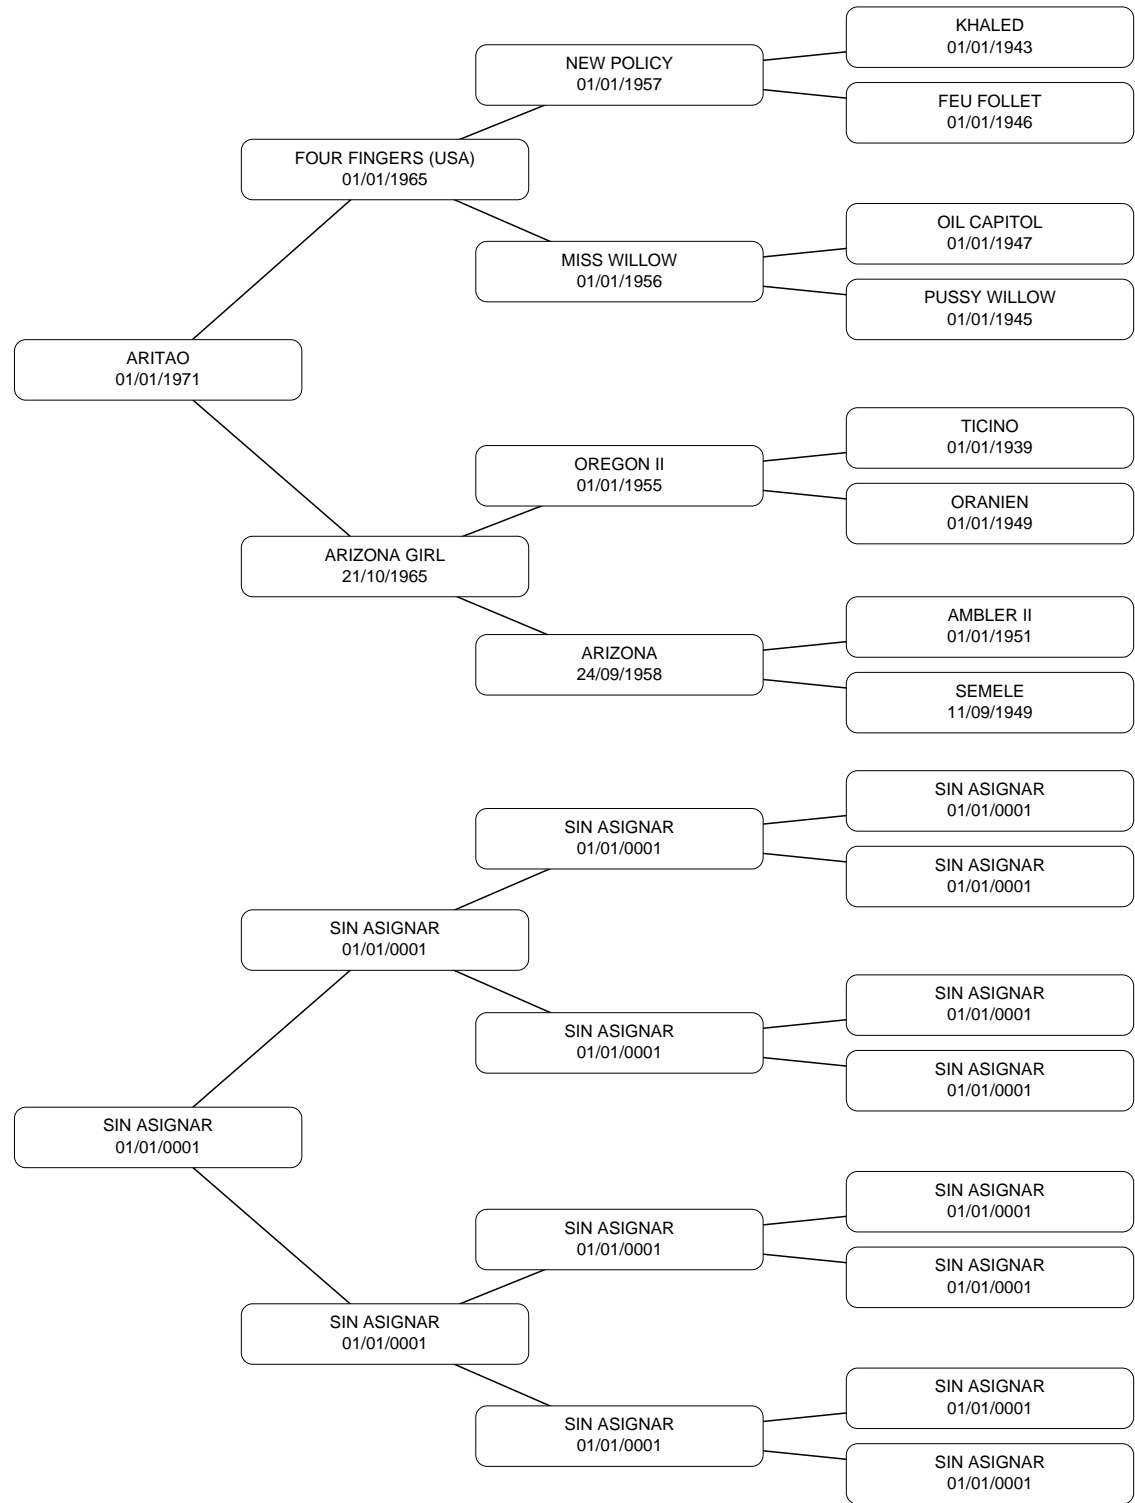 KHALED
01/01/1943
NEW POLICY
01/01/1957
FEU FOLLET
01/01/1946
FOUR FINGERS (USA)
01/01/1965
OIL CAPITOL
01/01/1947
MISS WILLOW
01/01/1956
PUSSY WILLOW
01/01/1945
ARITAO
01/01/1971
TICINO
01/01/1939
OREGON II
01/01/1955
ORANIEN
01/01/1949
ARIZONA GIRL
21/10/1965
AMBLER II
01/01/1951
ARIZONA
24/09/1958
SEMELE
11/09/1949
SIN ASIGNAR
01/01/0001
SIN ASIGNAR
01/01/0001
SIN ASIGNAR
01/01/0001
SIN ASIGNAR
01/01/0001
SIN ASIGNAR
01/01/0001
SIN ASIGNAR
01/01/0001
SIN ASIGNAR
01/01/0001
SIN ASIGNAR
01/01/0001
SIN ASIGNAR
01/01/0001
SIN ASIGNAR
01/01/0001
SIN ASIGNAR
01/01/0001
SIN ASIGNAR
01/01/0001
SIN ASIGNAR
01/01/0001
SIN ASIGNAR
01/01/0001
SIN ASIGNAR
01/01/0001